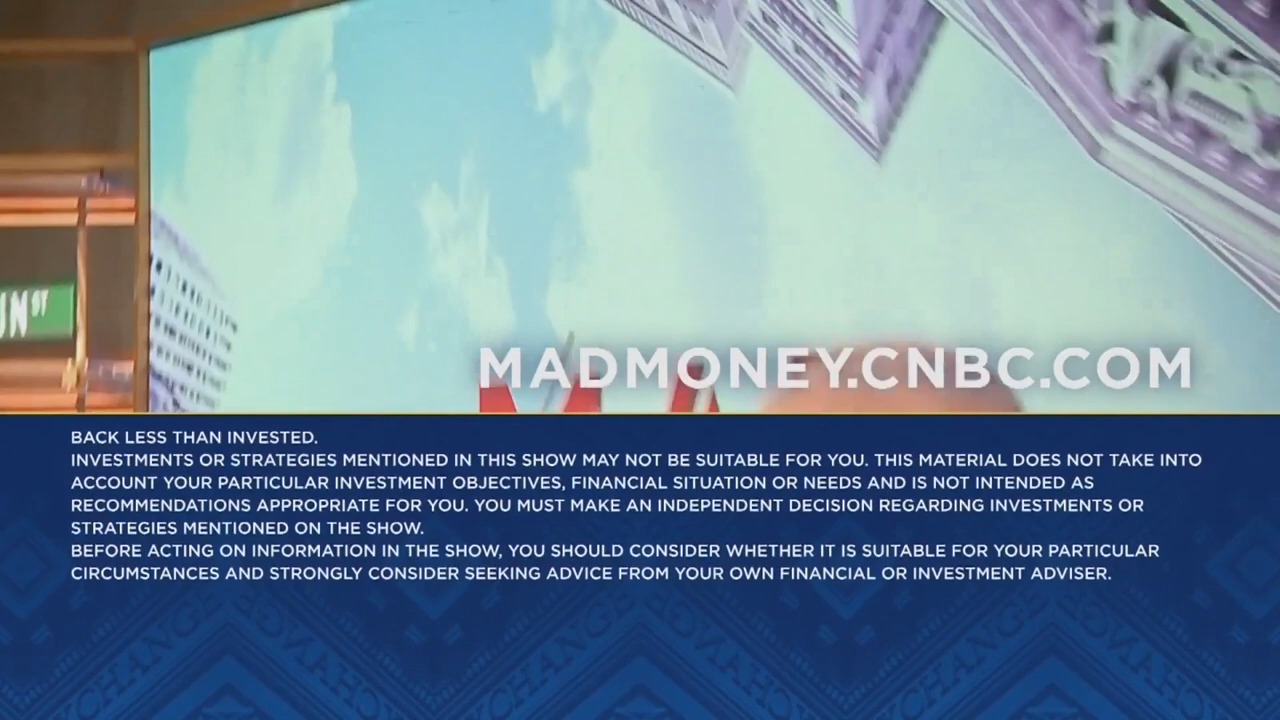 UN ST
MADMONEY.CNBC.COM
BACK LESS THAN INVESTED.
INVESTMENTS OR STRATEGIES MENTIONED IN THIS SHOW MAY NOT BE SUITABLE FOR YOU. THIS MATERIAL DOES NOT TAKE INTO
ACCOUNT YOUR PARTICULAR INVESTMENT OBJECTIVES, FINANCIAL SITUATION OR NEEDS AND IS NOT INTENDED AS
RECOMMENDATIONS APPROPRIATE FOR YOU. YOU MUST MAKE AN INDEPENDENT DECISION REGARDING INVESTMENTS OR
STRATEGIES MENTIONED ON THE SHOW.
BEFORE ACTING ON INFORMATION IN THE SHOW, YOU SHOULD CONSIDER WHETHER IT IS SUITABLE FOR YOUR PARTICULAR
CIRCUMSTANCES AND STRONGLY CONSIDER SEEKING ADVICE FROM YOUR OWN FINANCIAL OR INVESTMENT ADVISER.